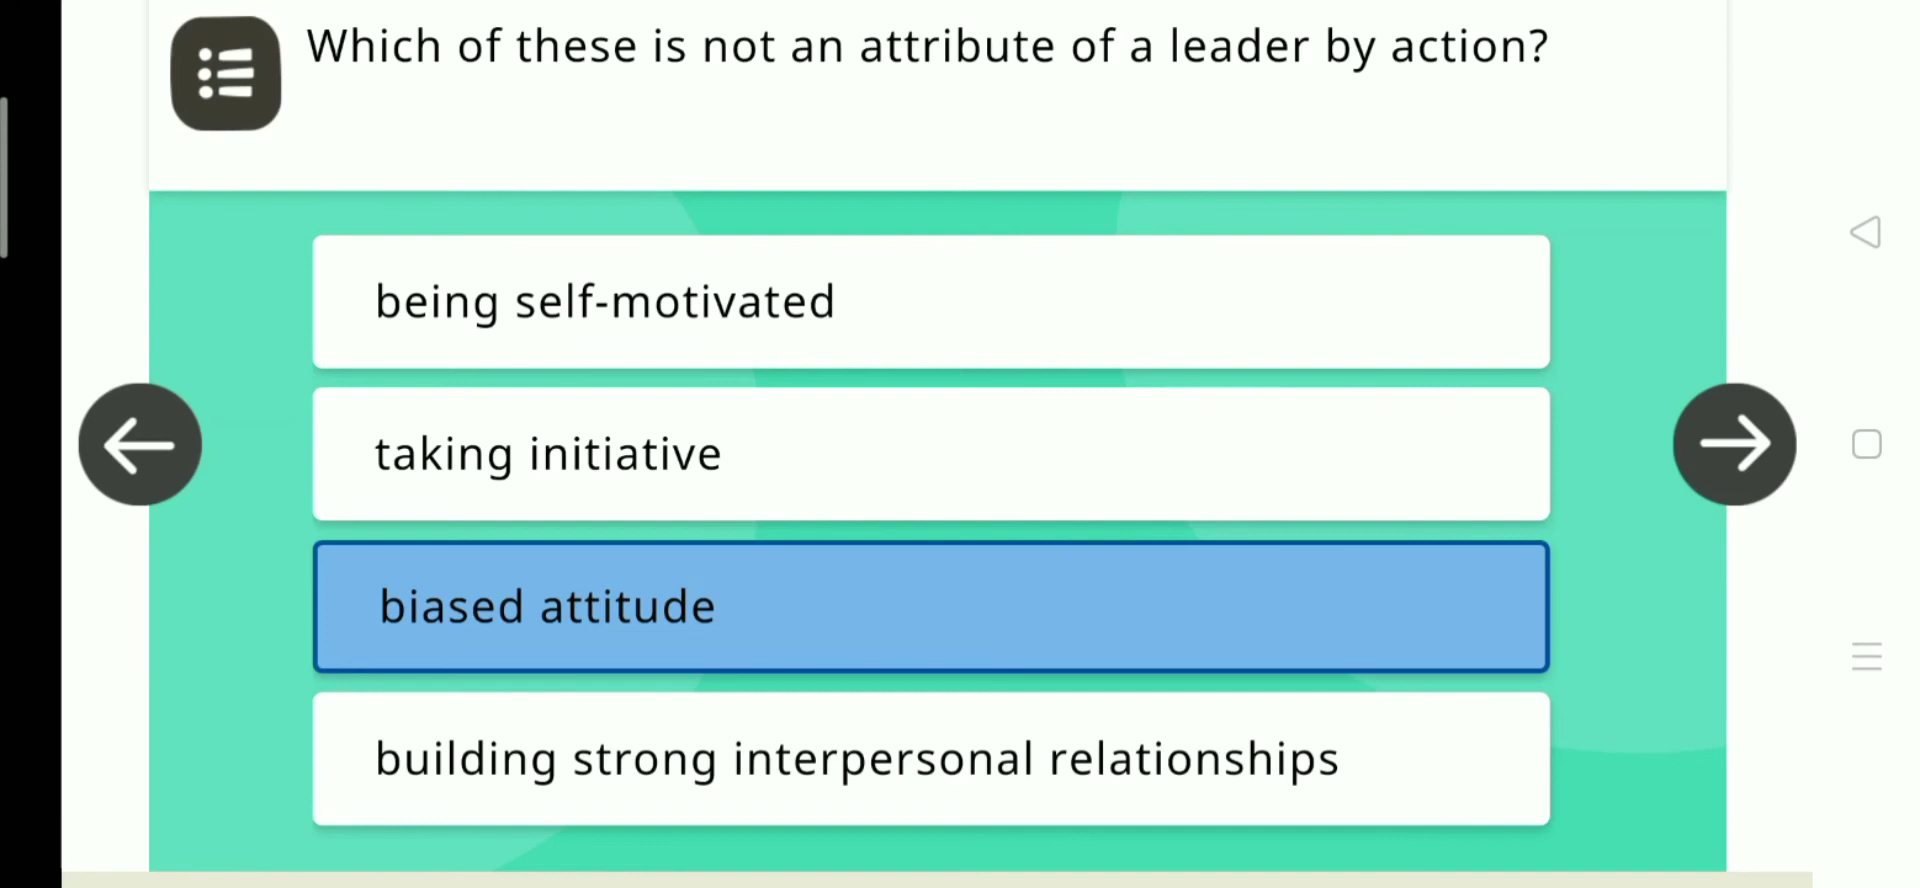 Which of these is not an attribute of a leader by action?
being self-motivated
taking initiative
biased attitude
building strong interpersonal relationships